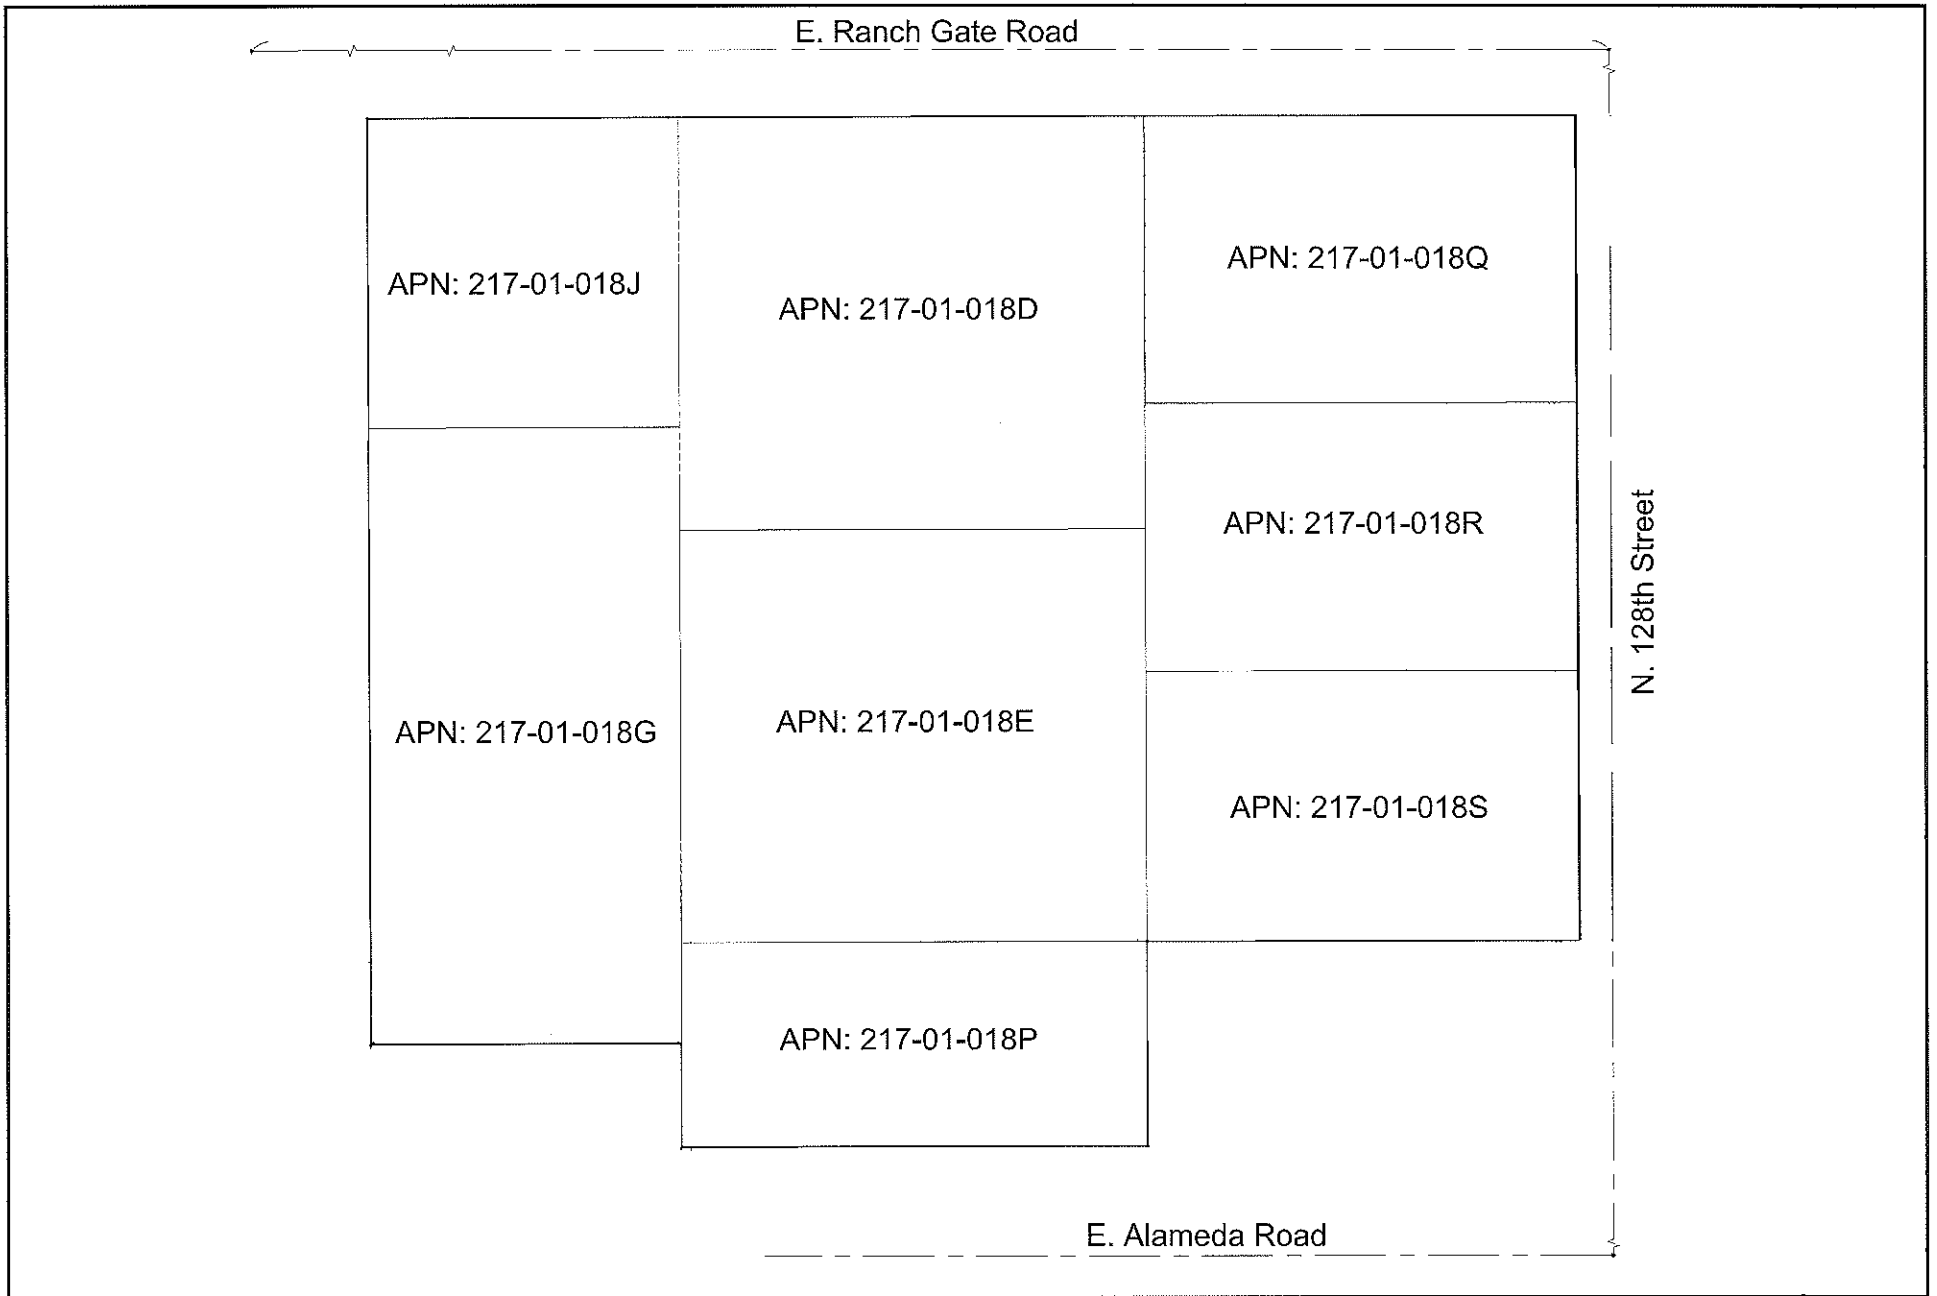 E. Ranch Gate Road
APN: 217-01-018J
APN: 217-01-018D
APN: 217-01-018Q
APN: 217-01-018R
N. 128th Street
APN: 217-01-018G
APN: 217-01-018E
APN: 217-01-018S
APN: 217-01-018P
E. Alameda Road